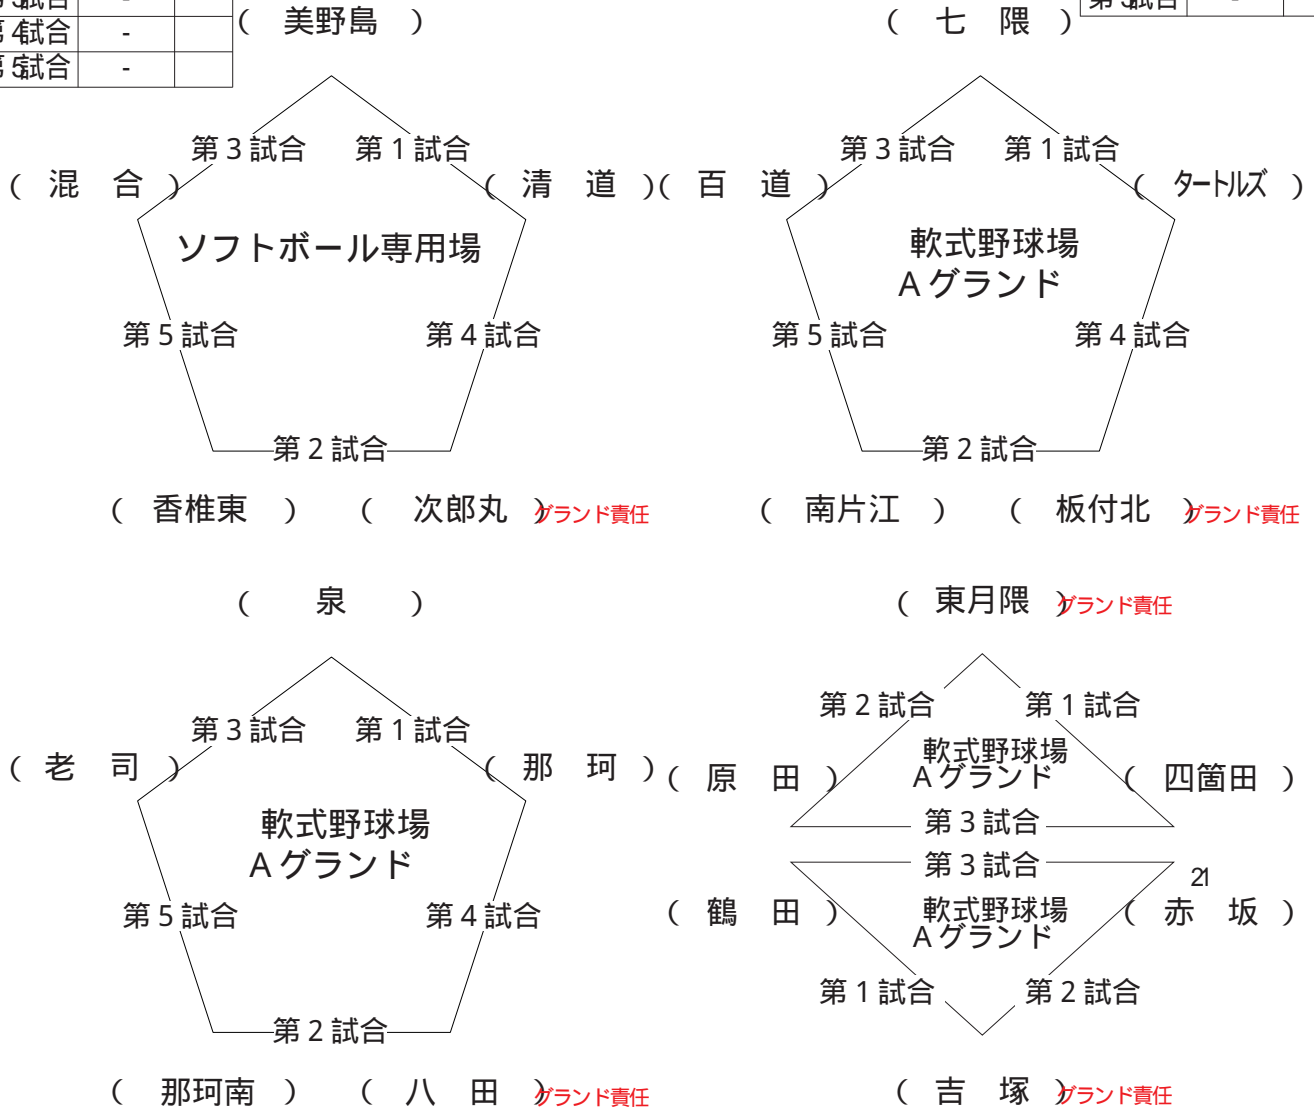 第4試合 -
第5試合 -
第3試合 -
( 美野島 )
第3試合 第1試合
( 混 合 ) ( 清 道 )
ソフトボール専用場
第5試合 第4試合
第2試合
( 香椎東 ) ( 次郎丸 )グランド責任
( 七 隈 )
第3試合 第1試合
( 百 道 ) ( タートルズ )
軟式野球場
Aグランド
第5試合 第4試合
第2試合
( 南片江 ) ( 板付北 )グランド責任
( 泉 )
第3試合 第1試合
( 老 司 ) ( 那 珂 )
軟式野球場
Aグランド
第5試合 第4試合
第2試合
( 那珂南 ) ( 八 田 )グランド責任
( 東月隈 )グランド責任
第2試合 第1試合
軟式野球場
( 原 田 ) Aグランド ( 四箇田 )
第3試合
第3試合
21
( 鶴 田 ) 軟式野球場 ( 赤 坂 )
Aグランド
第1試合 第2試合
( 吉 塚 )グランド責任